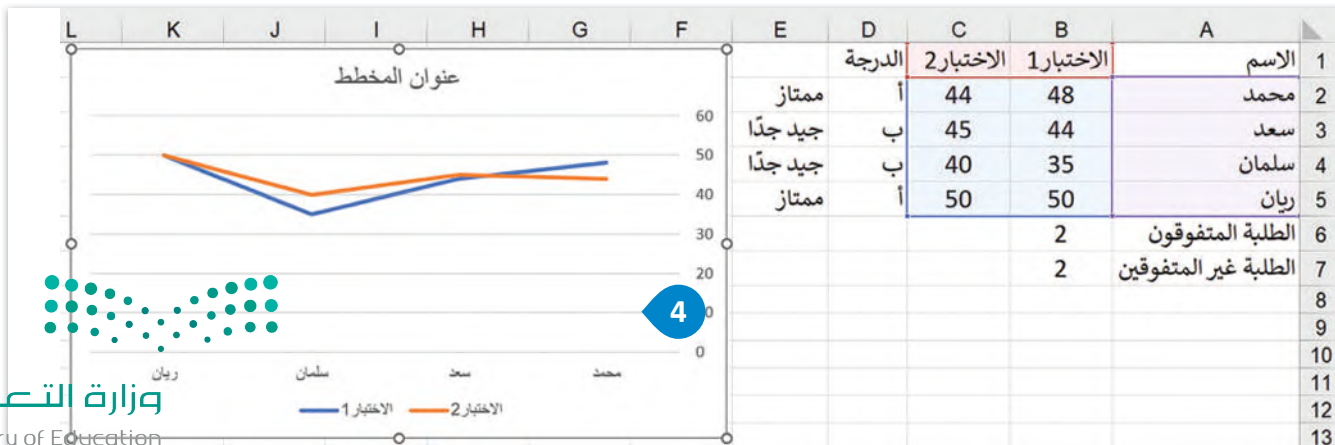 A B C D E F G H I J K L
1 الاسم الاختبار1 الاختبار2 الدرجة
2 محمد 48 44 أ ممتاز
3 سعد 44 45 ب جيد جدًا
4 سلمان 35 40 ب جيد جدًا
5 ريان 50 50 أ ممتاز
6 الطلبة المتفوقون 2
7 الطلبة غير المتفوقين 2
8
9
10
11
12
13
عنوان المخطط
60
50
40
30
20
0
4
0
محمد سعد سلمان ريان
الاختبار2 الاختبار1
وزارة التـعـ
ry of Education